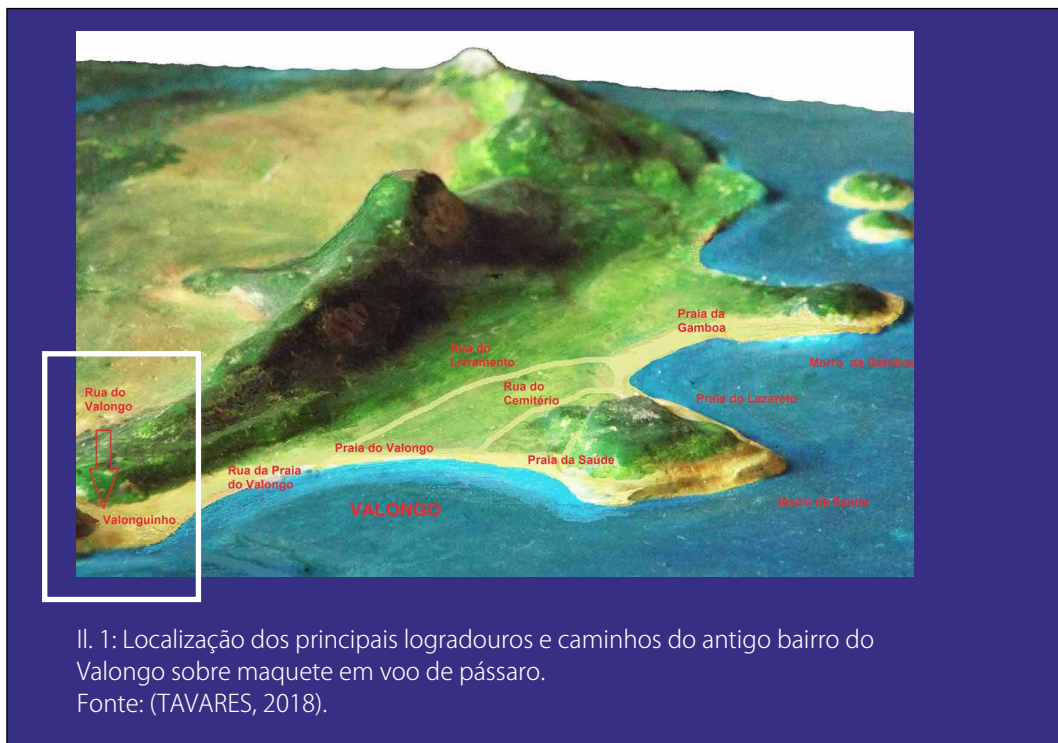 Praia da
Gamboa
Morro da Gamboa
Rua do
Livramento
Rua do
Cemitério
Praia do Lazareto
Rua do
Valongo
Praia do Valongo
Praia da Saúde
Rua da Praia
do Valongo
VALONGO
Morro da Saúde
Valonguinho
Il. 1: Localização dos principais logradouros e caminhos do antigo bairro do
Valongo sobre maquete em voo de pássaro.
Fonte: (TAVARES, 2018).